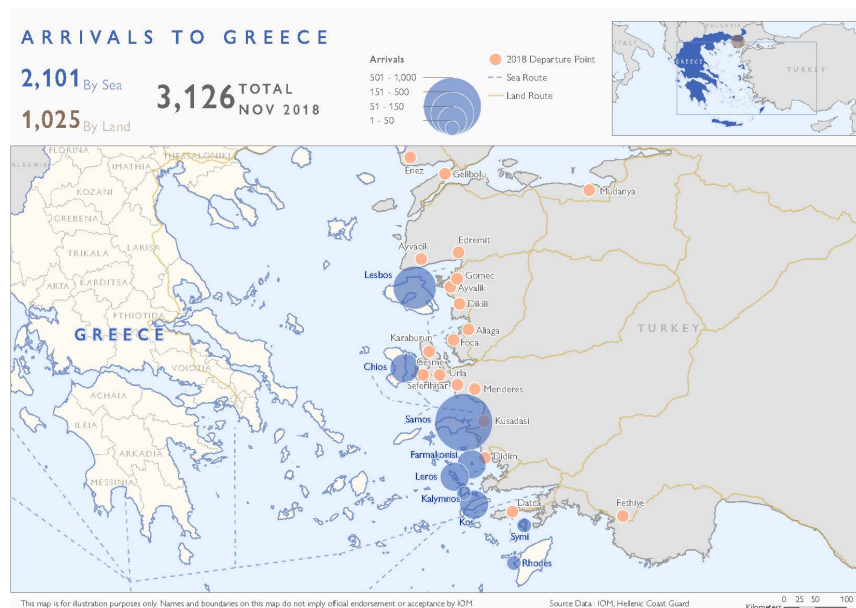 ARRIVALS TO GREECE
2,101 By Sea
1,025 By Land
3,126 TOTAL
NOV 2018
Arrivals
501 - 1,000
151 - 500
51 - 150
1 - 50
2018 Departure Point
Sea Route
Land Route
ITALY
BULGARIA
GREECE
TURKEY
ALBANIA
FLORINA
IMATHIA
THESSALONIKI
KOZANI
GREBENA
TRIKALA
LARISA
ARTA
KARDITSA
FTHIOTIDA
GREECE
VOIOTIA
ACHAIA
ILEIA
ARKADIA
MESSINIA
Enez
Gelibolu
Mudanya
Edremit
Ayvacik
Lesbos
Gomec
Ayvalik
Dikili
Aliaga
Foca
TURKEY
Karaburun
Cesme
Chios
Urla
Seferihisar
Menderes
Samos
Kusadasi
Farmakonisi
Didim
Leros
Kalymnos
Kos
Datca
Fethiye
Symi
Rhodes
This map is for illustration purposes only. Names and boundaries on this map do not imply official endorsement or acceptance by IOM.
Source Data : IOM, Hellenic Coast Guard
Kilometers
0 25 50 100